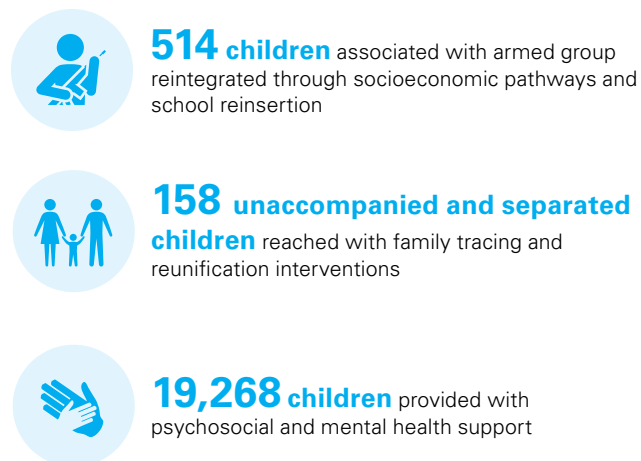 514 children associated with armed group
reintegrated through socioeconomic pathways and
school reinsertion
158 unaccompanied and separated
children reached with family tracing and
reunification interventions
19,268 children provided with
psychosocial and mental health support